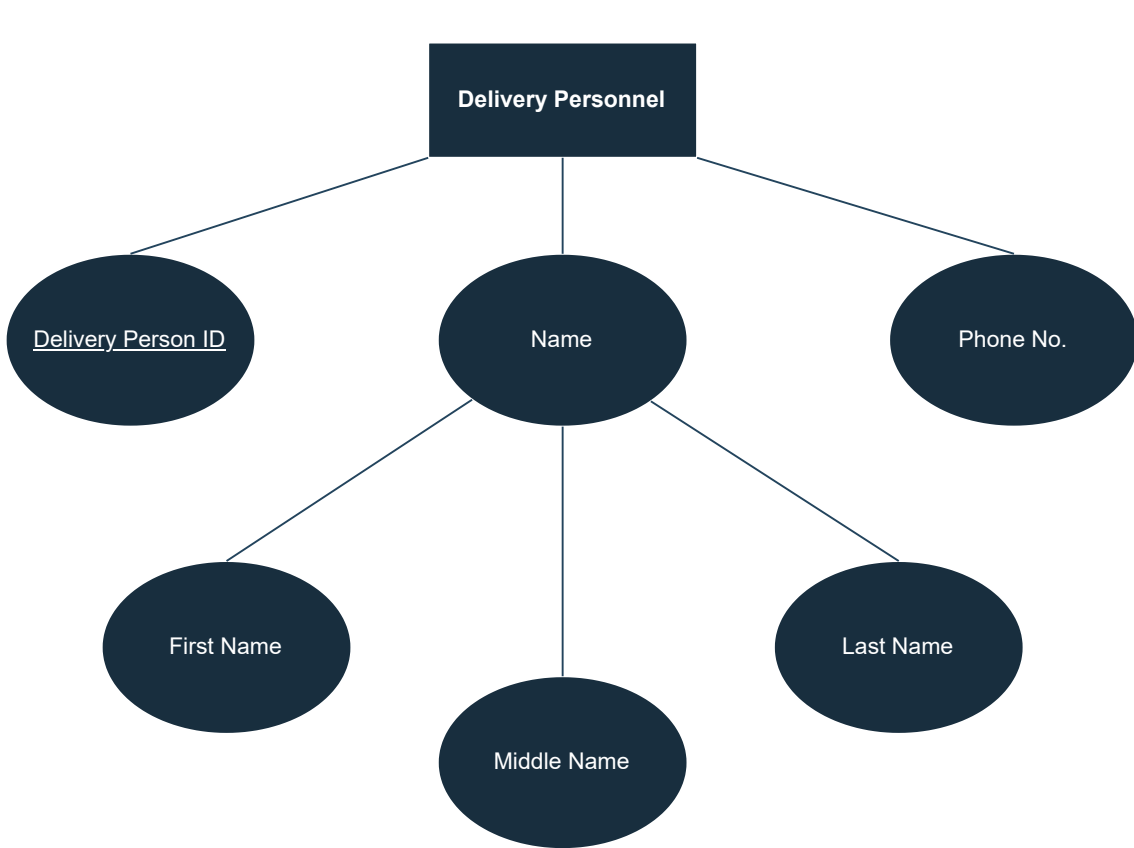 Delivery Personnel
Delivery Person ID
Name
Phone No.
First Name
Last Name
Middle Name